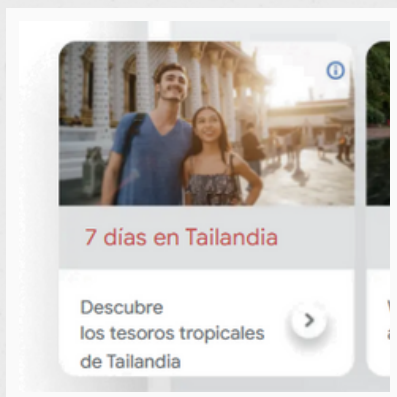 7 días en Tailandia
Descubre
los tesoros tropicales
de Tailandia